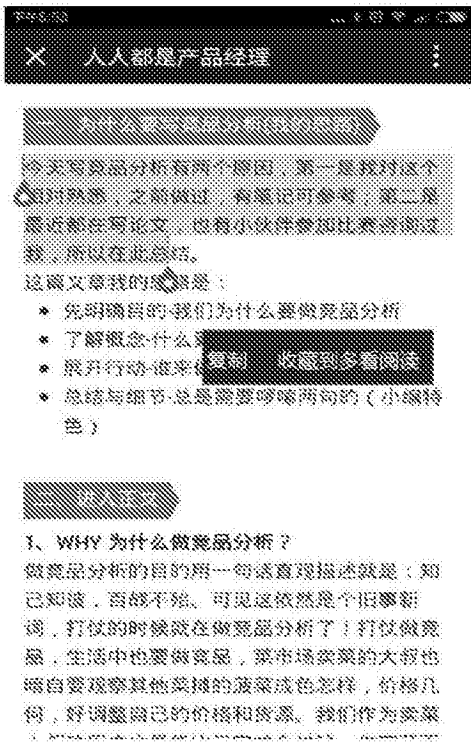 人人都是产品经理
今天写竞品分析有两个原因，第一是我对这个
相对熟悉，之前做过，有笔记可参考，第二是
最近都在写论文，也有小伙伴参加比赛咨询过
我，所以在此总结。
这篇文章我的思路是：
• 先明确目的-我们为什么要做竞品分析
• 了解概念-什么
复制 收藏到多看阅读
• 展开行动-谁来
• 总结与细节-总是需要啰嗦两句的（小编特
色）
二、进入正文
1、WHY 为什么做竞品分析？
做竞品分析的目的用一句话直观描述就是：知
己知彼，百战不殆。可见这依然是个旧事新
词，打仗的时候就在做竞品分析了！打仗做竞
品，生活中也要做竞品，菜市场卖菜的大叔也
暗自要观察其他菜摊的菠菜成色怎样，价格几
何，好调整自己的价格和货源。我们作为卖菜